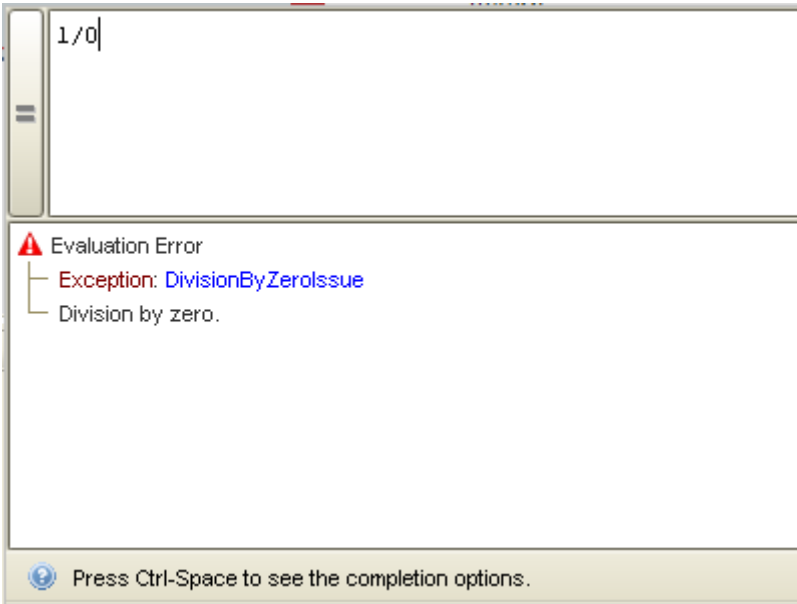 1/0
Evaluation Error
Exception: DivisionByZeroIssue
Division by zero.
Press Ctrl-Space to see the completion options.